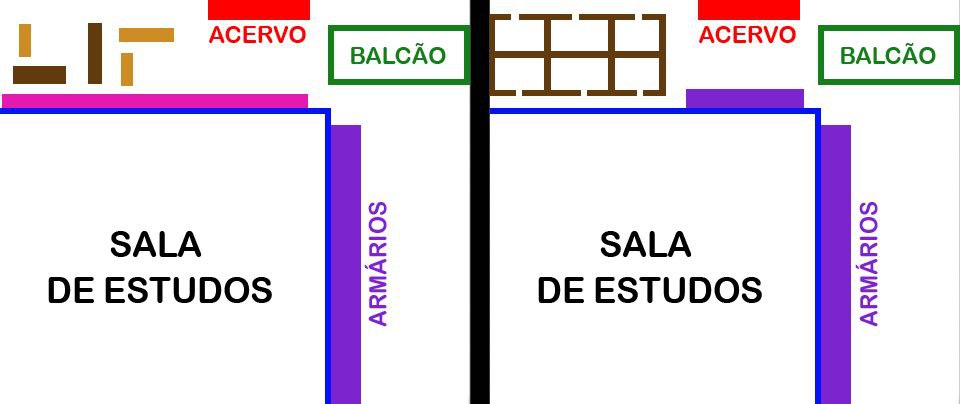 ACERVO
BALCÃO
SALA
DE ESTUDOS
ARMÁRIOS
ACERVO
BALCÃO
SALA
DE ESTUDOS
ARMÁRIOS